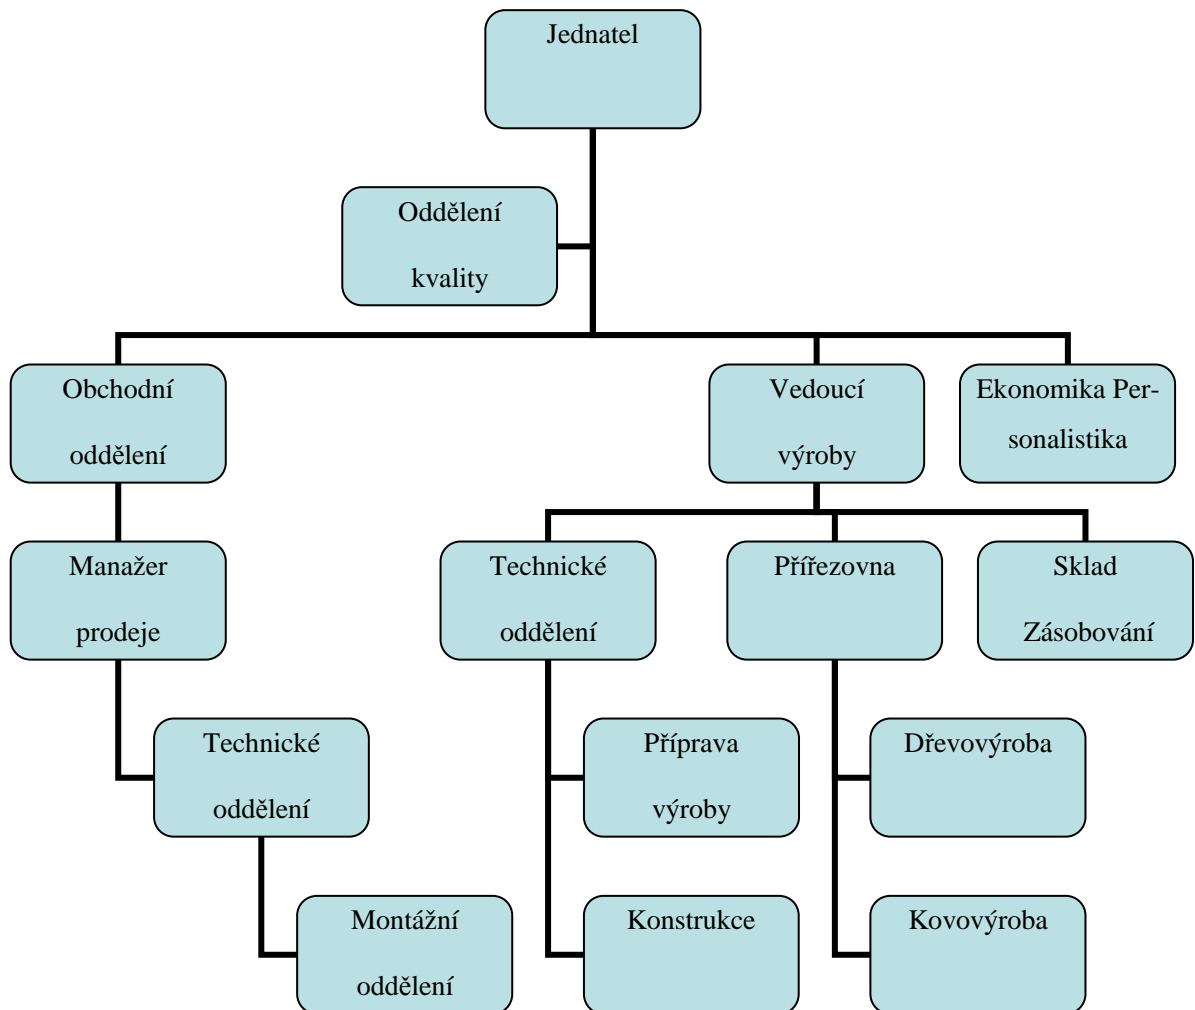 Jednatel
Oddělení
kvality
Obchodní
oddělení
Vedoucí
výroby
Ekonomika Per-
sonalistika
Manažer
prodeje
Technické
oddělení
Přířezovna
Sklad
Zásobování
Technické
oddělení
Příprava
výroby
Dřevovýroba
Montážní
oddělení
Konstrukce
Kovovýroba